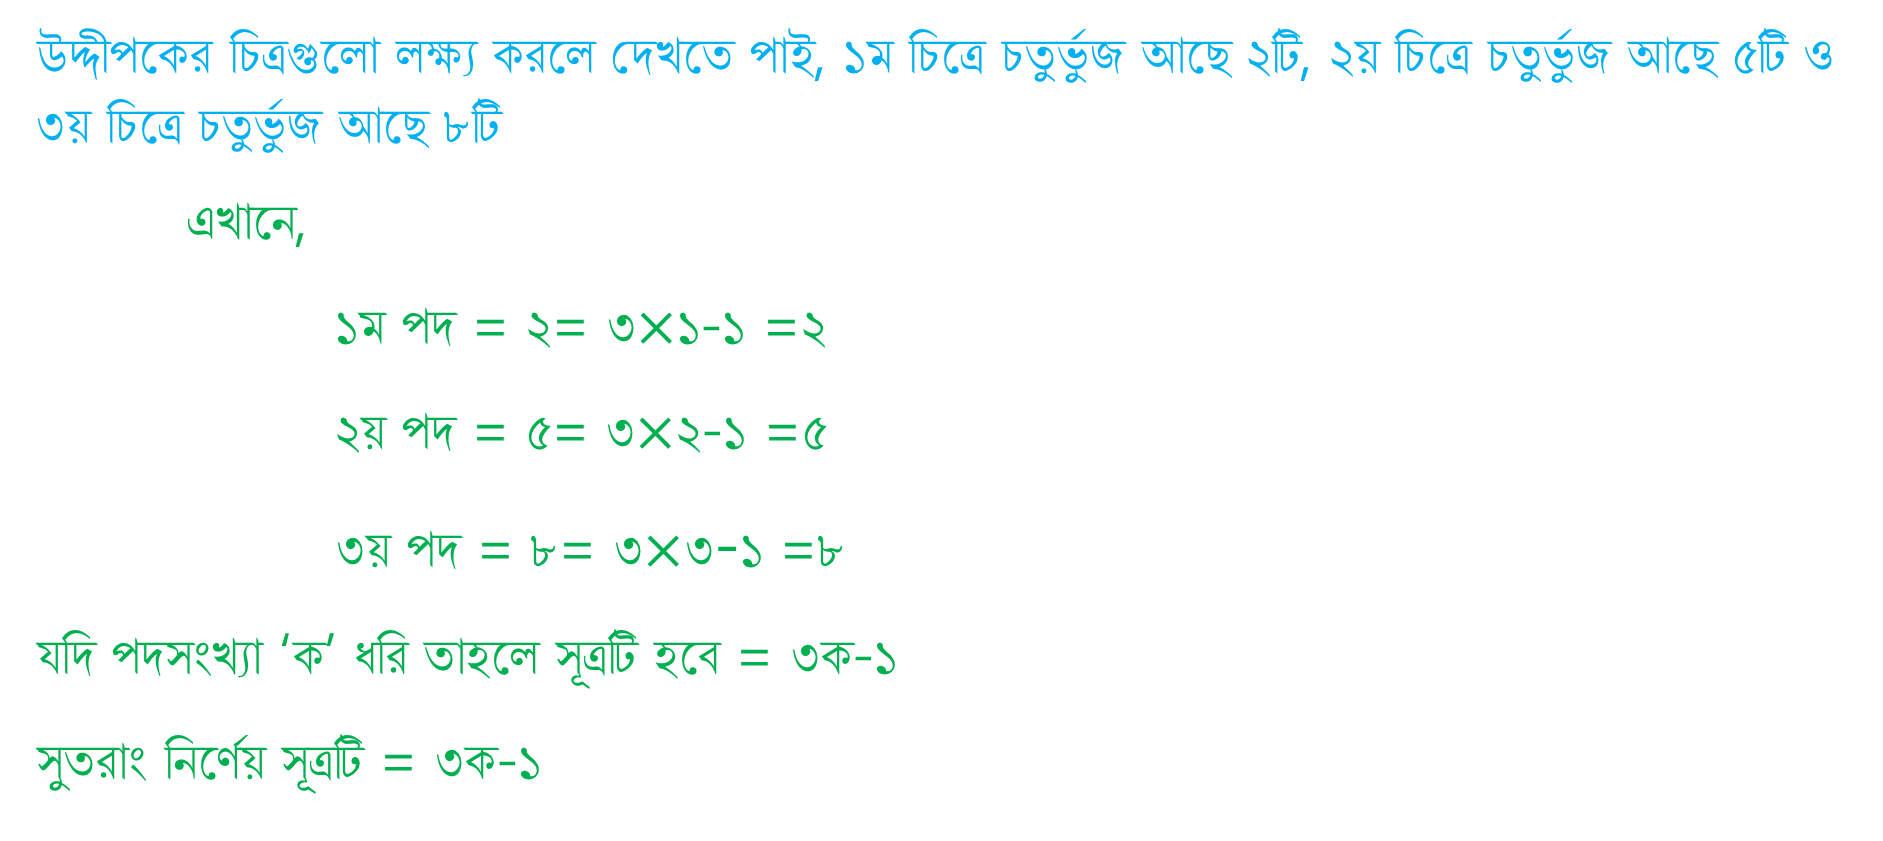 উদ্দীপকের চিত্রগুলো লক্ষ্য করলে দেখতে পাই, ১ম চিত্রে চতুর্ভুজ আছে ২টি, ২য় চিত্রে চতুর্ভুজ আছে ৫টি ও
৩য় চিত্রে চতুর্ভুজ আছে ৮টি
এখানে,
১ম পদ = ২= ৩×১-১ =২
২য় পদ = ৫= ৩×২-১ =৫
৩য় পদ = ৮= ৩×৩-১ =৮
যদি পদসংখ্যা ‘ক’ ধরি তাহলে সূত্রটি হবে = ৩ক-১
সুতরাং নির্ণেয় সূত্রটি = ৩ক-১